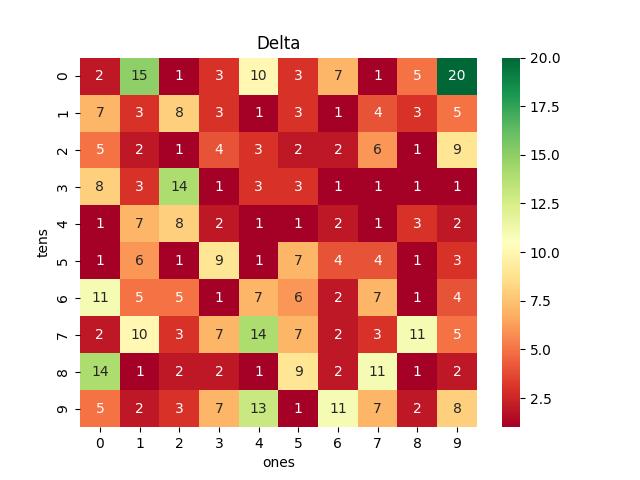 Delta
0 2 15 1 3 10 3 7 1 5 20
1 7 3 8 3 1 3 1 4 3 5
2 5 2 1 4 3 2 2 6 1 9
3 8 3 14 1 3 3 1 1 1 1
4 1 7 8 2 1 1 2 1 3 2
5 1 6 1 9 1 7 4 4 1 3
6 11 5 5 1 7 6 2 7 1 4
7 2 10 3 7 14 7 2 3 11 5
8 14 1 2 2 1 9 2 11 1 2
9 5 2 3 7 13 1 11 7 2 8
0 1 2 3 4 5 6 7 8 9
ones
tens
20.0
17.5
15.0
12.5
10.0
7.5
5.0
2.5